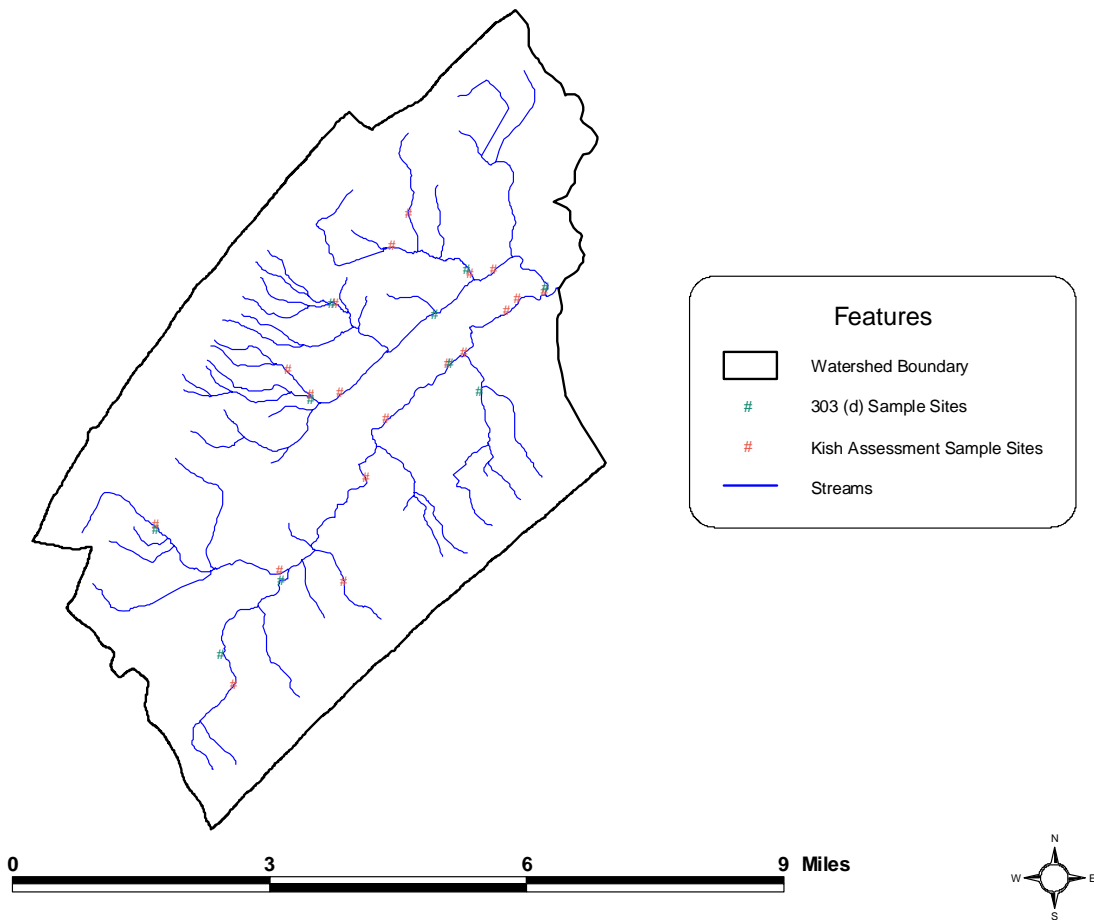 Features
Watershed Boundary
# 303 (d) Sample Sites
# Kish Assessment Sample Sites
Streams
0 3 6 9 Miles
N
W E
S